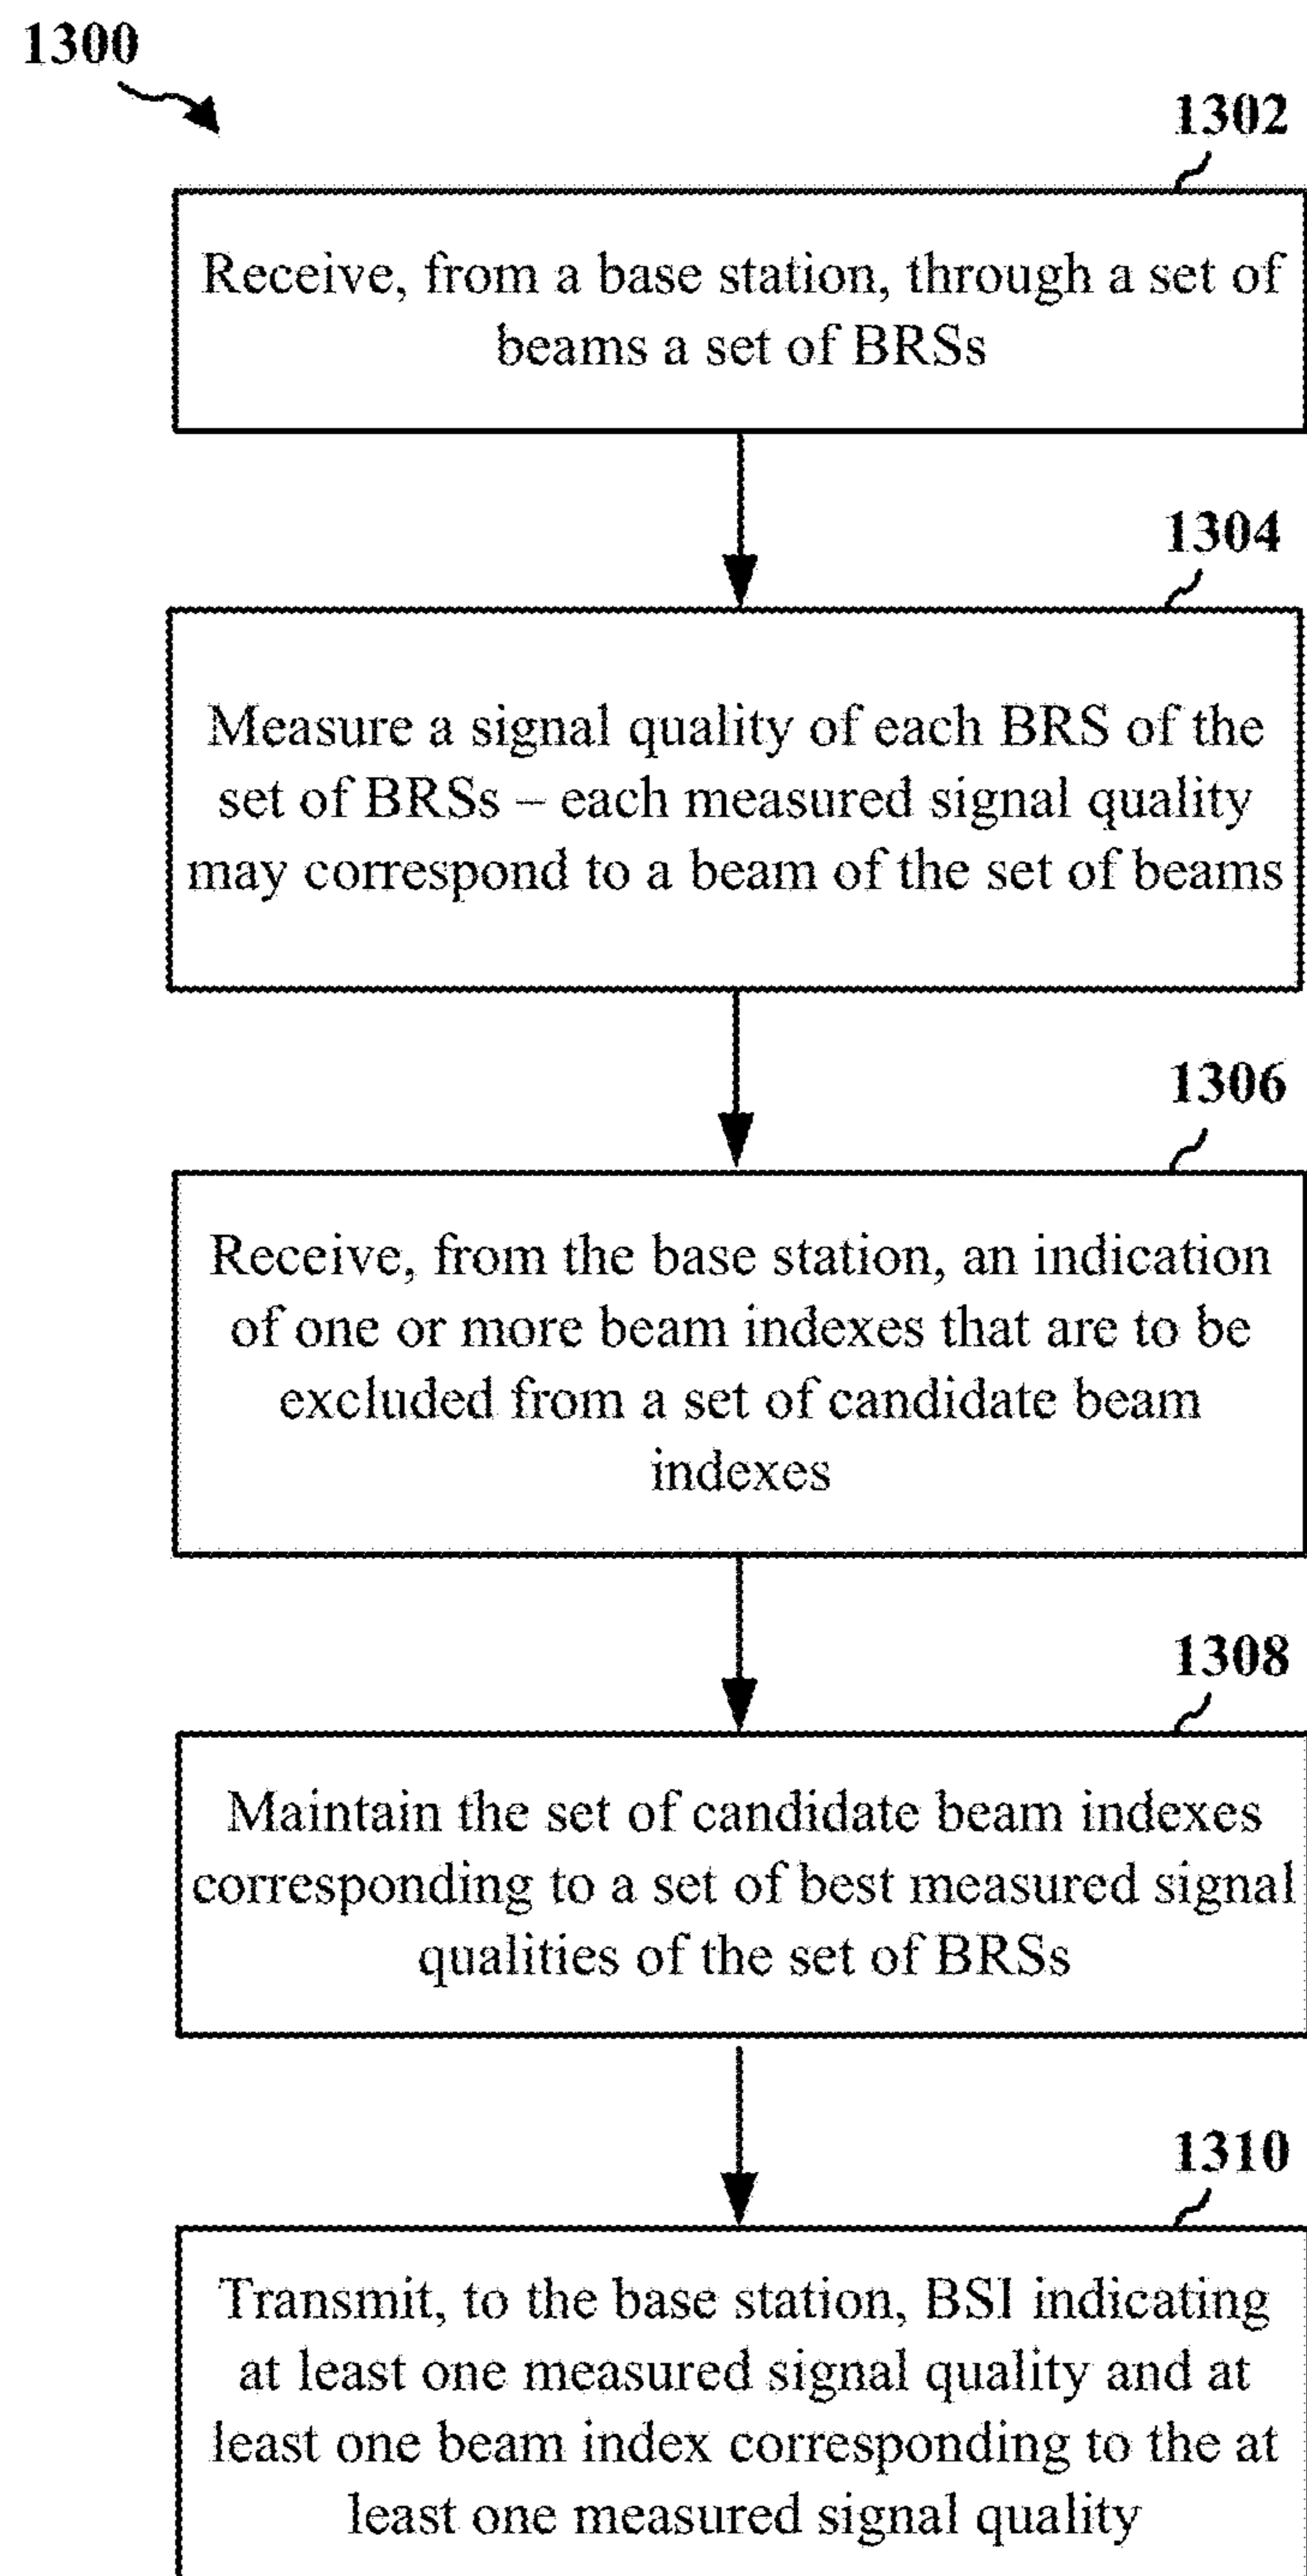 1300
1302
Receive, from a base station, through a set of
beams a set of BRSs
1304
Measure a signal quality of each BRS of the
set of BRSs – each measured signal quality
may correspond to a beam of the set of beams
1306
Receive, from the base station, an indication
of one or more beam indexes that are to be
excluded from a set of candidate beam
indexes
1308
Maintain the set of candidate beam indexes
corresponding to a set of best measured signal
qualities of the set of BRSs
1310
Transmit, to the base station, BSI indicating
at least one measured signal quality and at
least one beam index corresponding to the at
least one measured signal quality